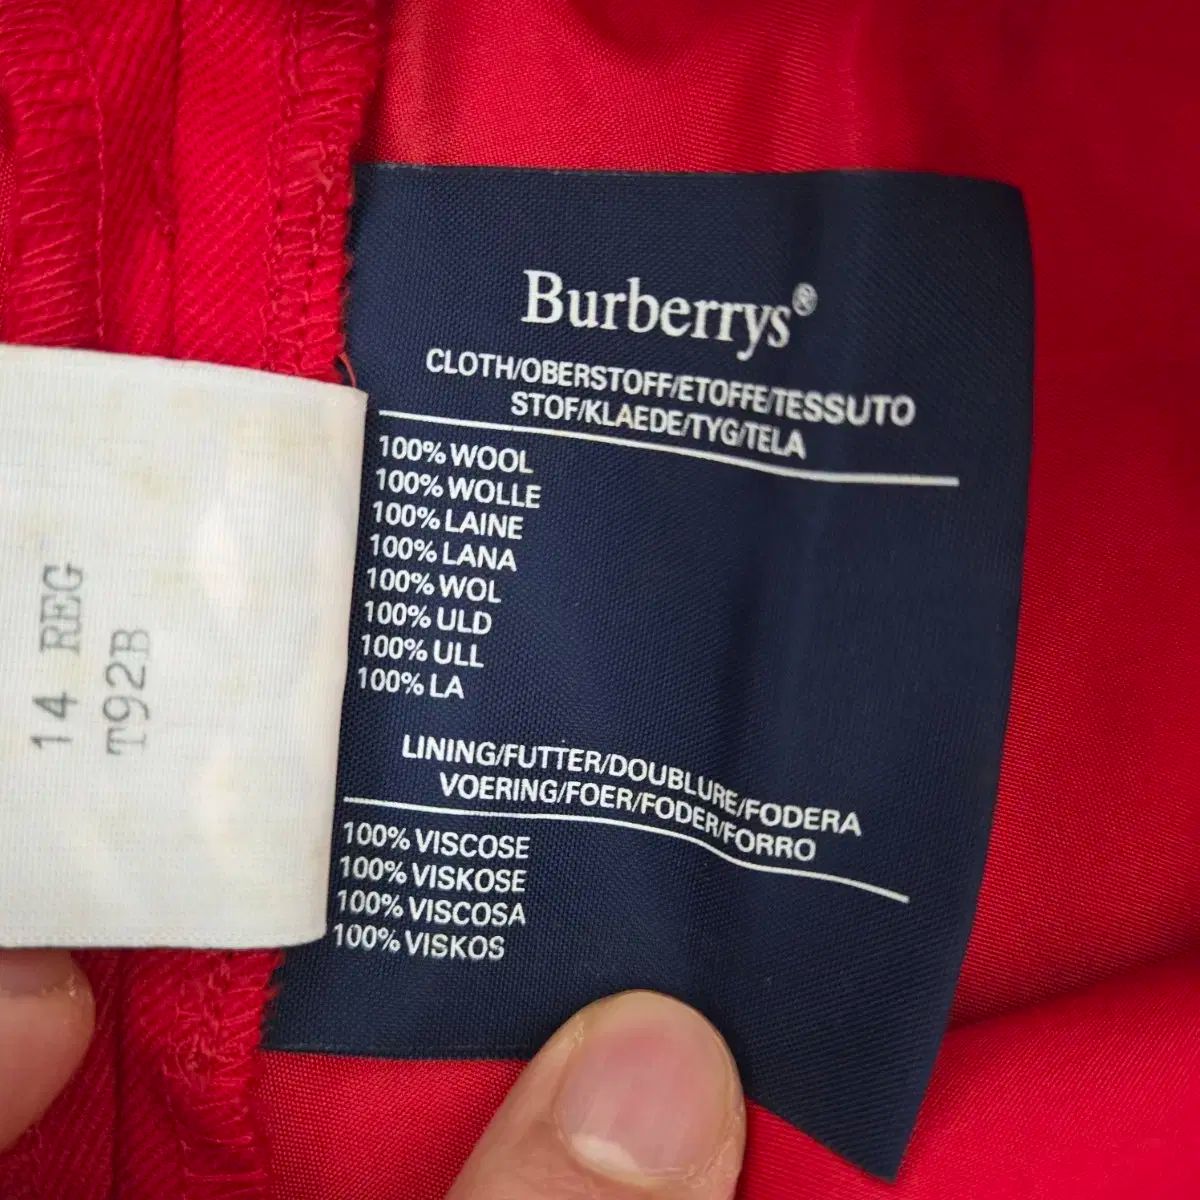 Burberrys®
CLOTH/OBERSTOFF/ETOFFE/TESSUTO
STOF/KLAEDE/TYG/TELA
100% WOOL
100% WOLLE
100% LAINE
100% LANA
100% WOL
100% ULD
100% ULL
100% LA
LINING/FUTTER/DOUBLURE/FODERA
VOERING/FOER/FODER/FORRO
100% VISCOSE
100% VISKOSE
100% VISCOSA
100% VISKOS
14 REG
T92B